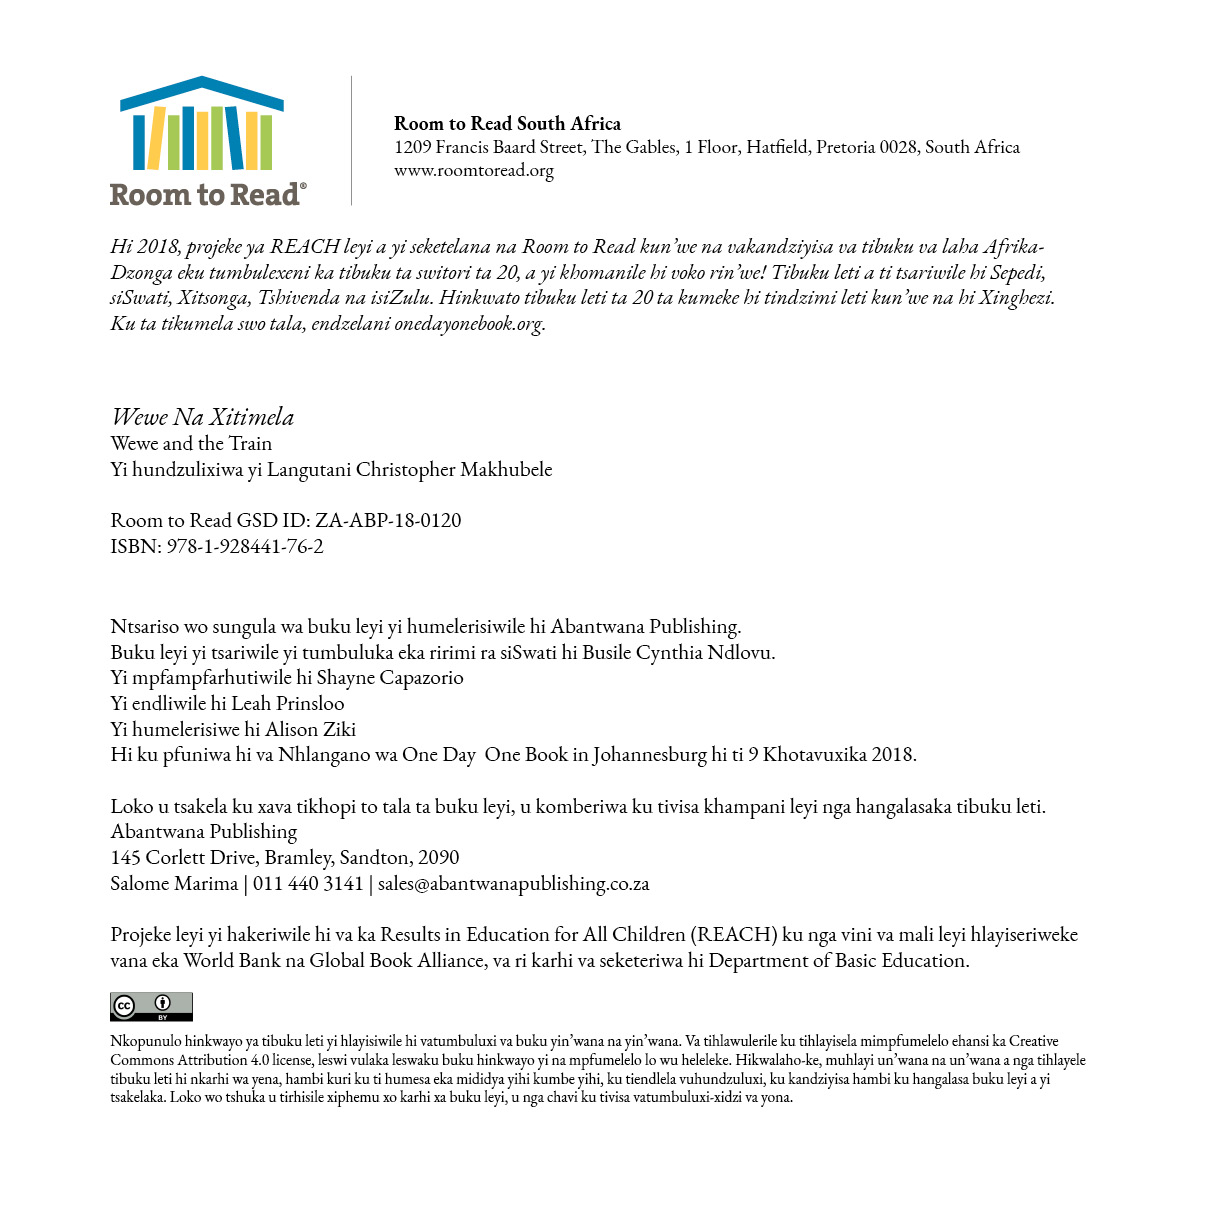 Room to Read®
Room to Read South Africa
1209 Francis Baard Street, The Gables, 1 Floor, Hatfield, Pretoria 0028, South Africa
www.roomtoread.org
Hi 2018, projeke ya REACH leyi a yi seketelana na Room to Read kun’we na vakandziyisa va tibuku va laha Afrika-
Dzonga eku tumbulexeni ka tibuku ta switori ta 20, a yi khomanile hi voko rin’we! Tibuku leti a ti tsariwile hi Sepedi,
siSwati, Xitsonga, Tshivenda na isiZulu. Hinkwato tibuku leti ta 20 ta kumeke hi tindzimi leti kun’we na hi Xinghezi.
Ku ta tikumela swo tala, endzelani onedayonebook.org.
Wewe Na Xitimela
Wewe and the Train
Yi hundzulixiwa yi Langutani Christopher Makhubele
Room to Read GSD ID: ZA-ABP-18-0120
ISBN: 978-1-928441-76-2
Ntsariso wo sungula wa buku leyi yi humelerisiwile hi Abantwana Publishing.
Buku leyi yi tsariwile yi tumbuluka eka ririmi ra siSwati hi Busile Cynthia Ndlovu.
Yi mpfampfarhutiwile hi Shayne Capazorio
Yi endliwile hi Leah Prinsloo
Yi humelerisiwe hi Alison Ziki
Hi ku pfuniwa hi va Nhlangano wa One Day  One Book in Johannesburg hi ti 9 Khotavuxika 2018.
Loko u tsakela ku xava tikhopi to tala ta buku leyi, u komberiwa ku tivisa khampani leyi nga hangalasaka tibuku leti.
Abantwana Publishing
145 Corlett Drive, Bramley, Sandton, 2090
Salome Marima | 011 440 3141 | sales@abantwanapublishing.co.za
Projeke leyi yi hakeriwile hi va ka Results in Education for All Children (REACH) ku nga vini va mali leyi hlayiseriweke
vana eka World Bank na Global Book Alliance, va ri karhi va seketeriwa hi Department of Basic Education.
cc BY
Nkopunulo hinkwayo ya tibuku leti yi hlayisiwile hi vatumbuluxi va buku yin’wana na yin’wana. Va tihlawulerile ku tihlayisela mimpfumelelo ehansi ka Creative
Commons Attribution 4.0 license, leswi vulaka leswaku buku hinkwayo yi na mpfumelelo lo wu heleleke. Hikwalaho-ke, muhlayi un’wana na un’wana a nga tihlayele
tibuku leti hi nkarhi wa yena, hambi kuri ku ti humesa eka mididya yihi kumbe yihi, ku tiendlela vuhundzuluxi, ku kandziyisa hambi ku hangalasa buku leyi a yi
tsakelaka. Loko wo tshuka u tirhisile xiphemu xo karhi xa buku leyi, u nga chavi ku tivisa vatumbuluxi-xidzi va yona.